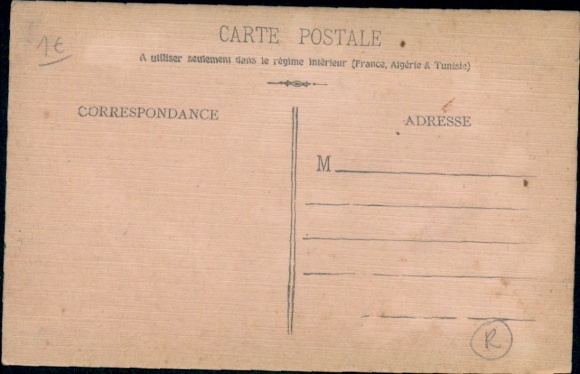 1€
CARTE POSTALE
A utiliser seulement dans le régime intérieur (France, Algérie & Tunisie)
CORRESPONDANCE
ADRESSE
M
R